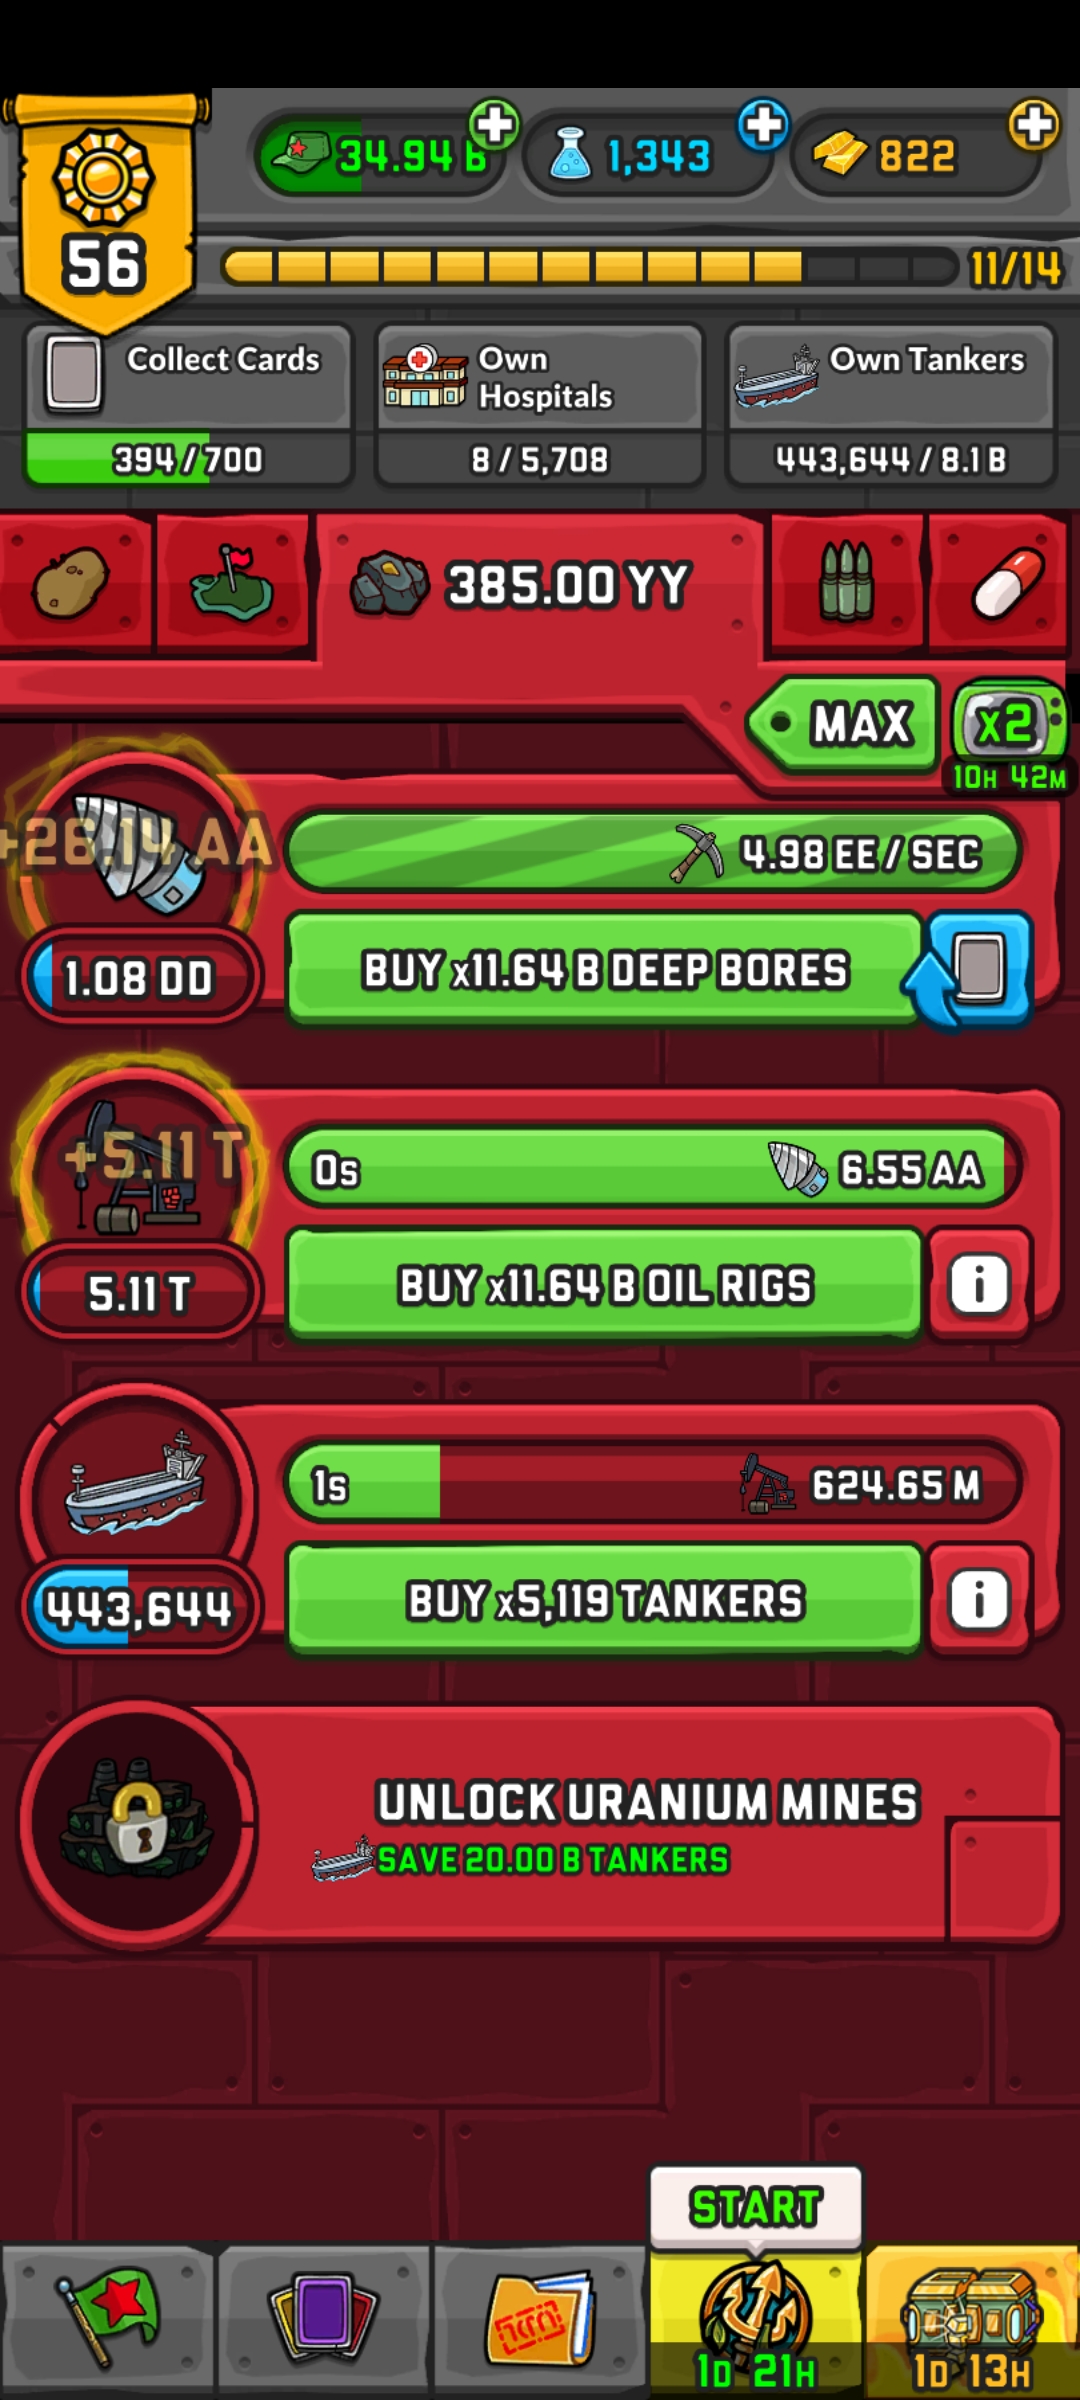 34.94 B
1,343
822
56
11/14
Collect Cards
394/700
Own
Hospitals
8/5,708
Own Tankers
443,644/8.1 B
385.00 YY
MAX
x2
10H 42M
+26.14 AA
4.98 EE/SEC
1.08 DD
BUY x11.64 B DEEP BORES
+5.11 T
0s
6.55 AA
5.11 T
BUY x11.64 B OIL RIGS
i
1s
624.65 M
443,644
BUY x5,119 TANKERS
i
UNLOCK URANIUM MINES
SAVE 20.00 B TANKERS
START
1D 21H
1D 13H